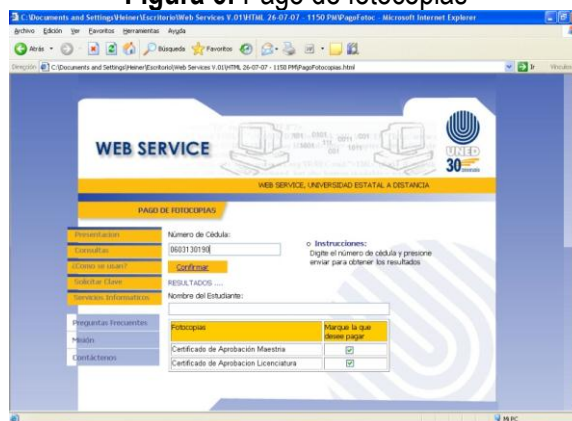 Pago de fotocopias
C:\Documents and Settings\Heiner\Escritorio\Web Services V.01\HTML 26-07-07 - 1150 PM\PagoFotoc - Microsoft Internet Explorer
Archivo Edición Ver Favoritos Herramientas Ayuda
Atrás Búsqueda Favoritos
Dirección C:\Documents and Settings\Heiner\Escritorio\Web Services V.01\HTML 26-07-07 - 1150 PM\PagoFotocopias.html Ir Vínculos
WEB SERVICE
UNED
30
WEB SERVICE, UNIVERSIDAD ESTATAL A DISTANCIA
PAGO DE FOTOCOPIAS
Presentacion
Consultas
¿Como se usan?
Solicitar Clave
Servicios Informaticos
Preguntas Frecuentes
Misión
Contáctenos
Número de Cédula:
0603130190
Confirmar
RESULTADOS ....
Nombre del Estudiante:
Instrucciones:
Digite el número de cédula y presione
enviar para obtener los resultados
Fotocopias
Marque la que
desee pagar
Certificado de Aprobación Maestria
Certificado de Aprobacion Licenciatura
Mi PC